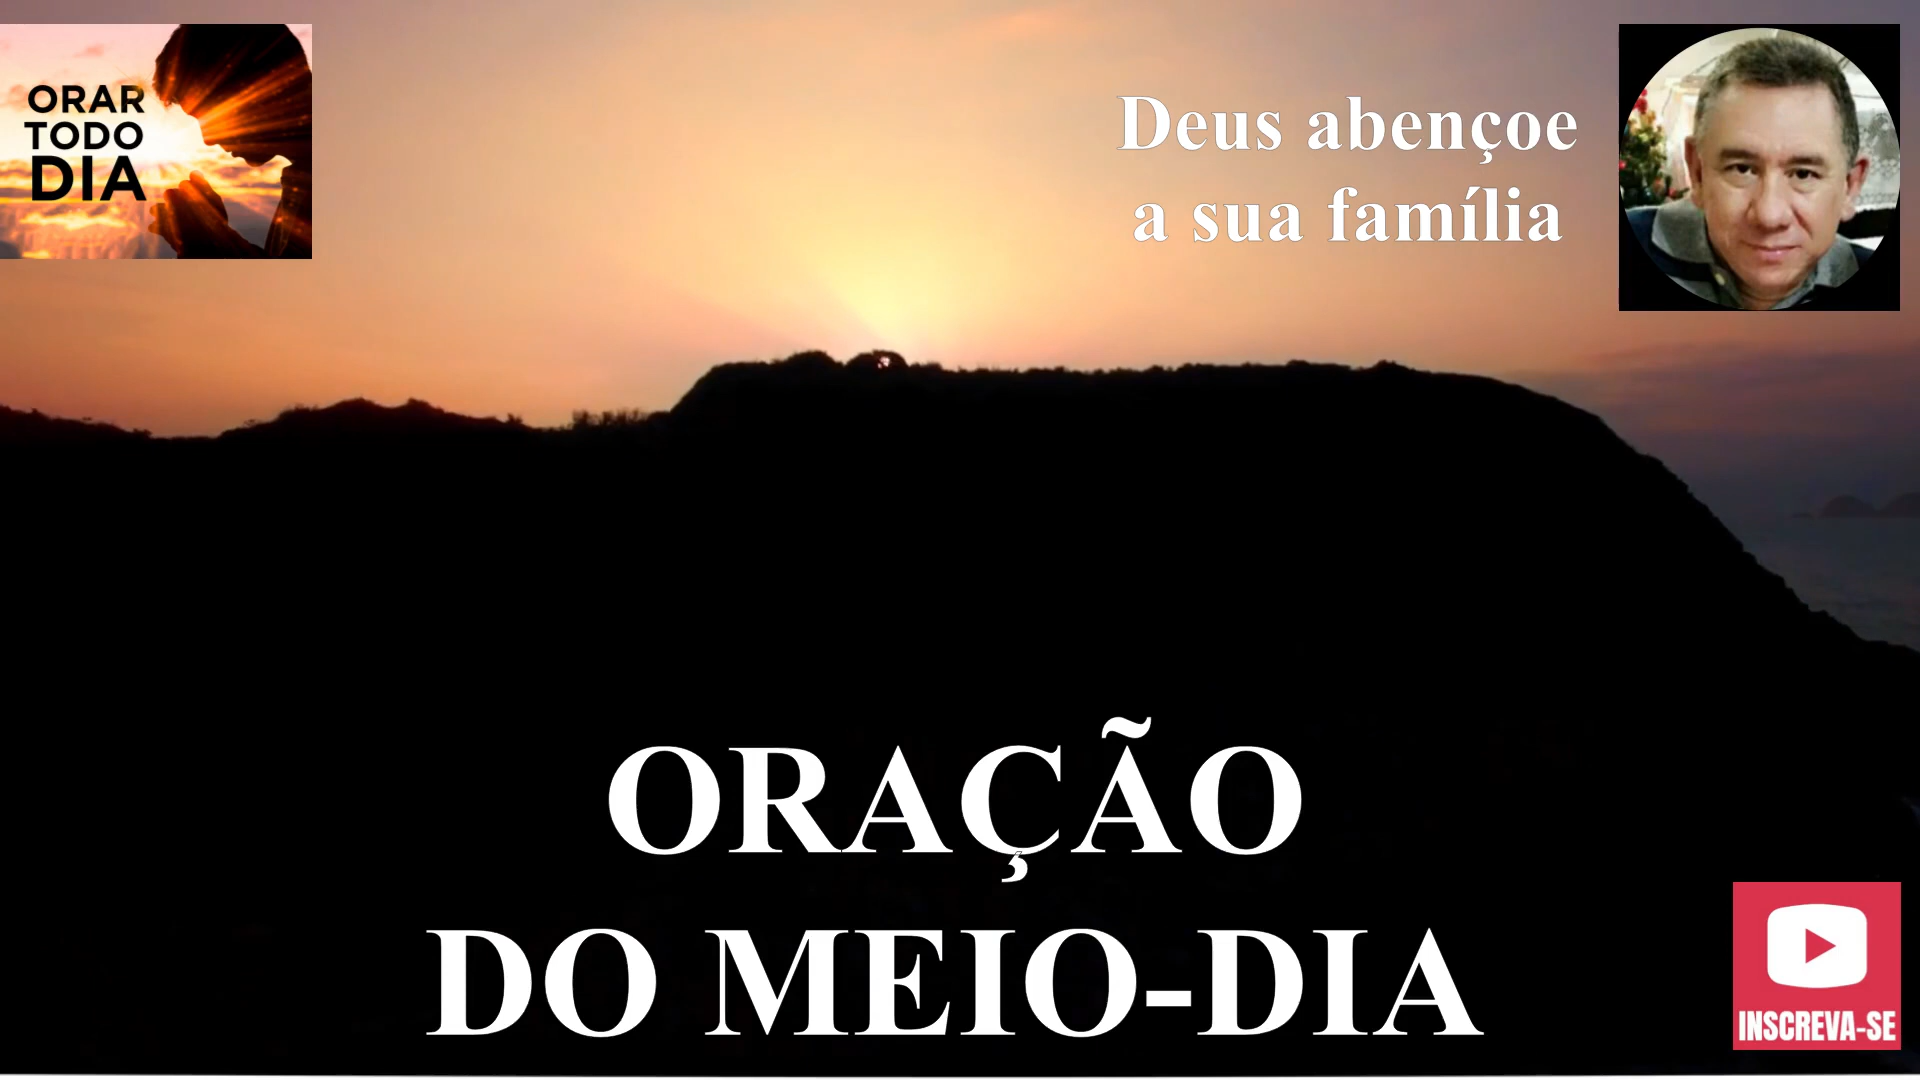 ORAR
TODO
DIA
Deus abençoe
a sua família
ORAÇÃO
DO MEIO-DIA
INSCREVA-SE